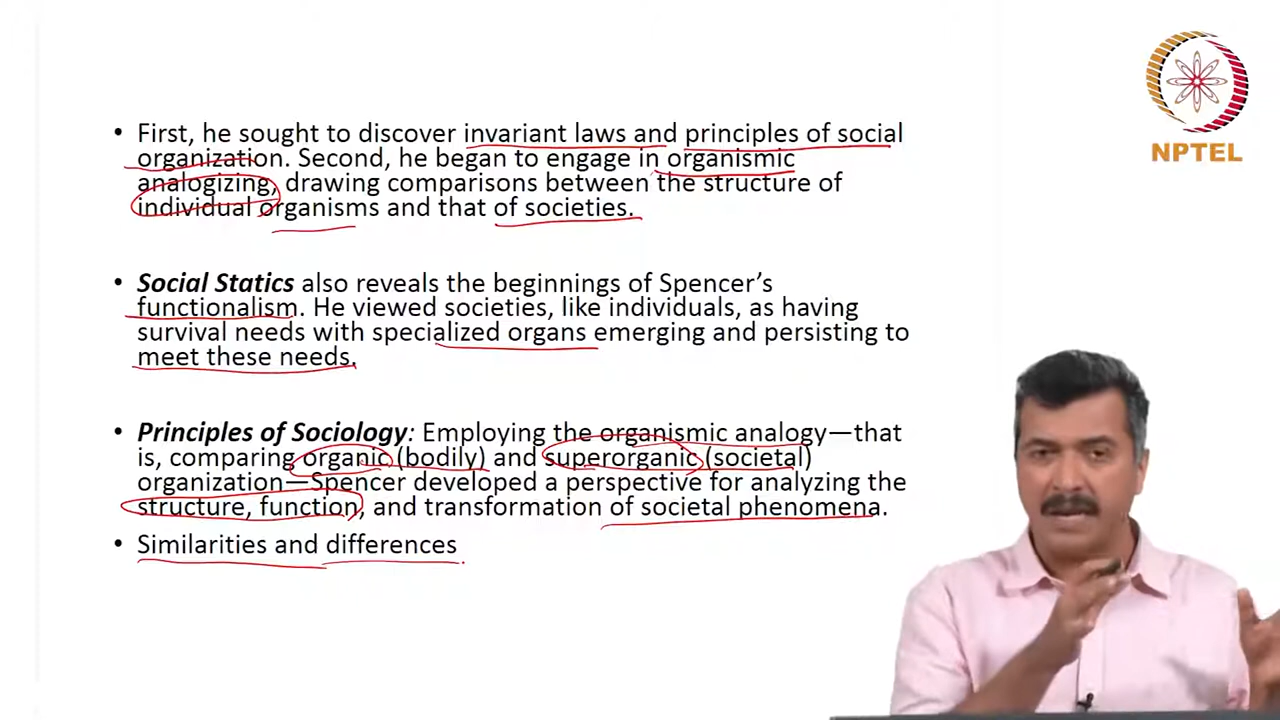 NPTEL
• First, he sought to discover invariant laws and principles of social
organization. Second, he began to engage in organismic
analogizing, drawing comparisons between the structure of
individual organisms and that of societies.
• Social Statics also reveals the beginnings of Spencer’s
functionalism. He viewed societies, like individuals, as having
survival needs with specialized organs emerging and persisting to
meet these needs.
• Principles of Sociology: Employing the organismic analogy—that
is, comparing organic (bodily) and superorganic (societal)
organization—Spencer developed a perspective for analyzing the
structure, function, and transformation of societal phenomena.
• Similarities and differences